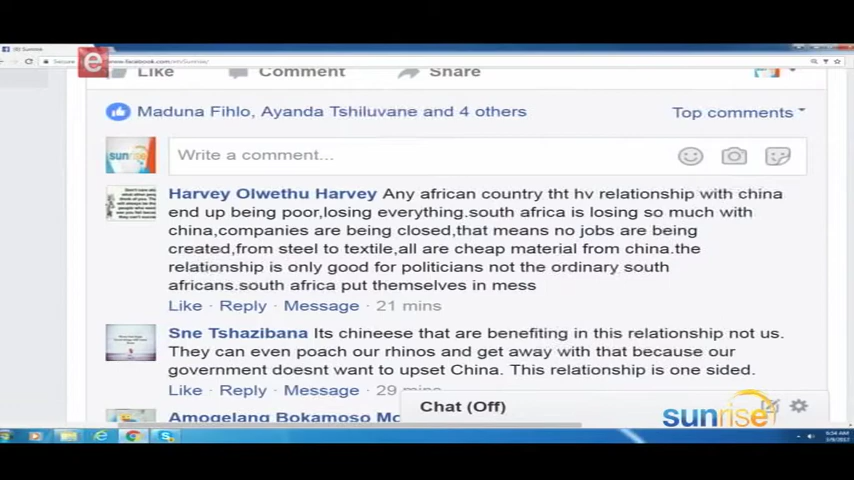 Like Comment Share
Maduna Fihlo, Ayanda Tshiluvane and 4 others
Top comments
Write a comment...
Harvey Olwethu Harvey Any african country tht hv relationship with china
end up being poor,losing everything.south africa is losing so much with
china,companies are being closed,that means no jobs are being
created,from steel to textile,all are cheap material from china.the
relationship is only good for politicians not the ordinary south
africans.south africa put themselves in mess
Like · Reply · Message · 21 mins
Sne Tshazibana Its chineese that are benefiting in this relationship not us.
They can even poach our rhinos and get away with that because our
government doesnt want to upset China. This relationship is one sided.
Like · Reply · Message · 29 mins
Amogelang Bokamoso
Chat (Off)
sunrise